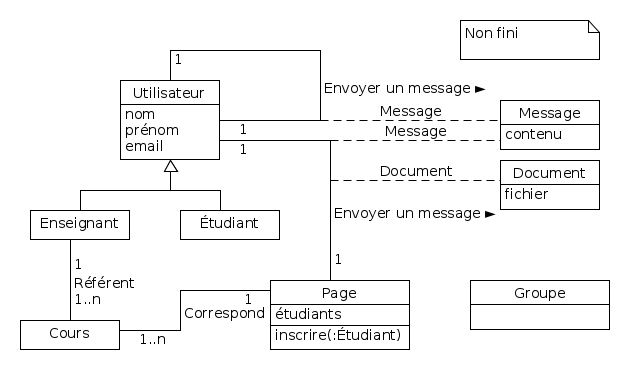 Non fini
1
Utilisateur
nom
prénom
email
Envoyer un message ►
Message
1
Message
1
Message
contenu
Document
Document
fichier
Envoyer un message ►
Enseignant
Étudiant
1
Référent
1..n
1
Page
étudiants
inscrire(:Étudiant)
Groupe
1
Correspond
Cours
1..n